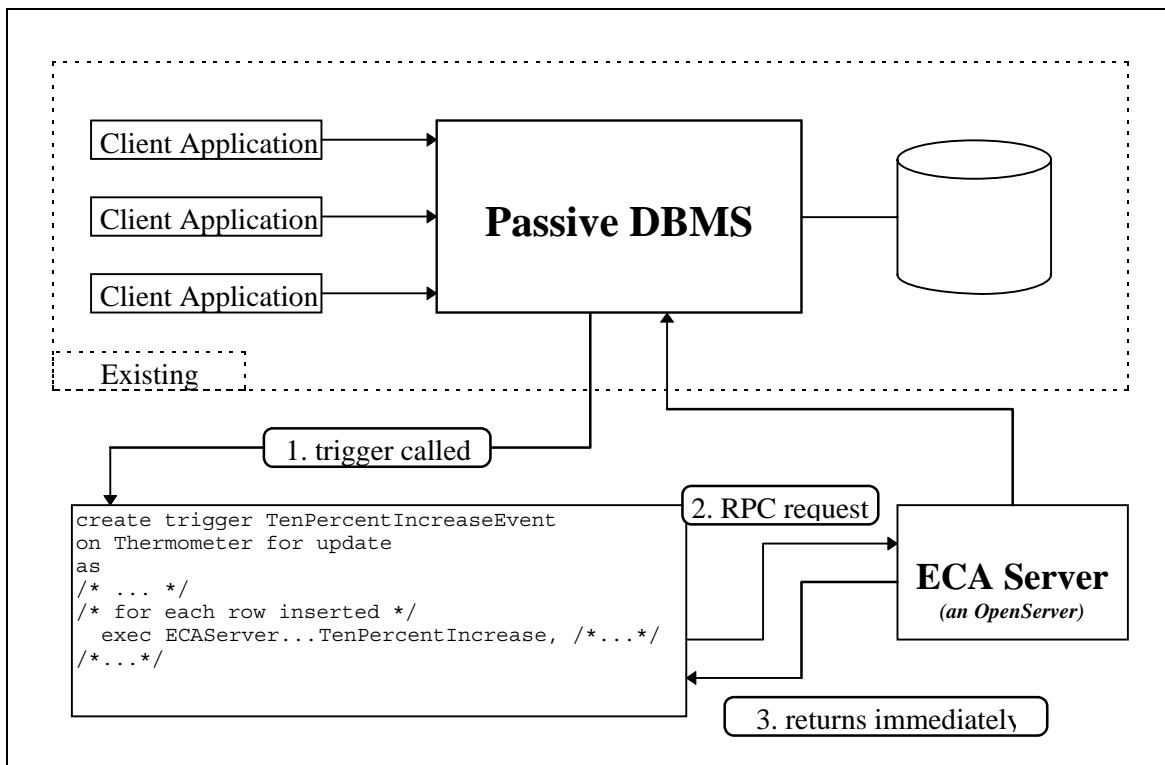 Client Application
Client Application
Client Application
Passive DBMS
Existing
1. trigger called
create trigger TenPercentIncreaseEvent
on Thermometer for update
as
/* ... */
/* for each row inserted */
  exec ECAServer...TenPercentIncrease, /*...*/
/*...*/
2. RPC request
ECA Server
(an OpenServer)
3. returns immediately